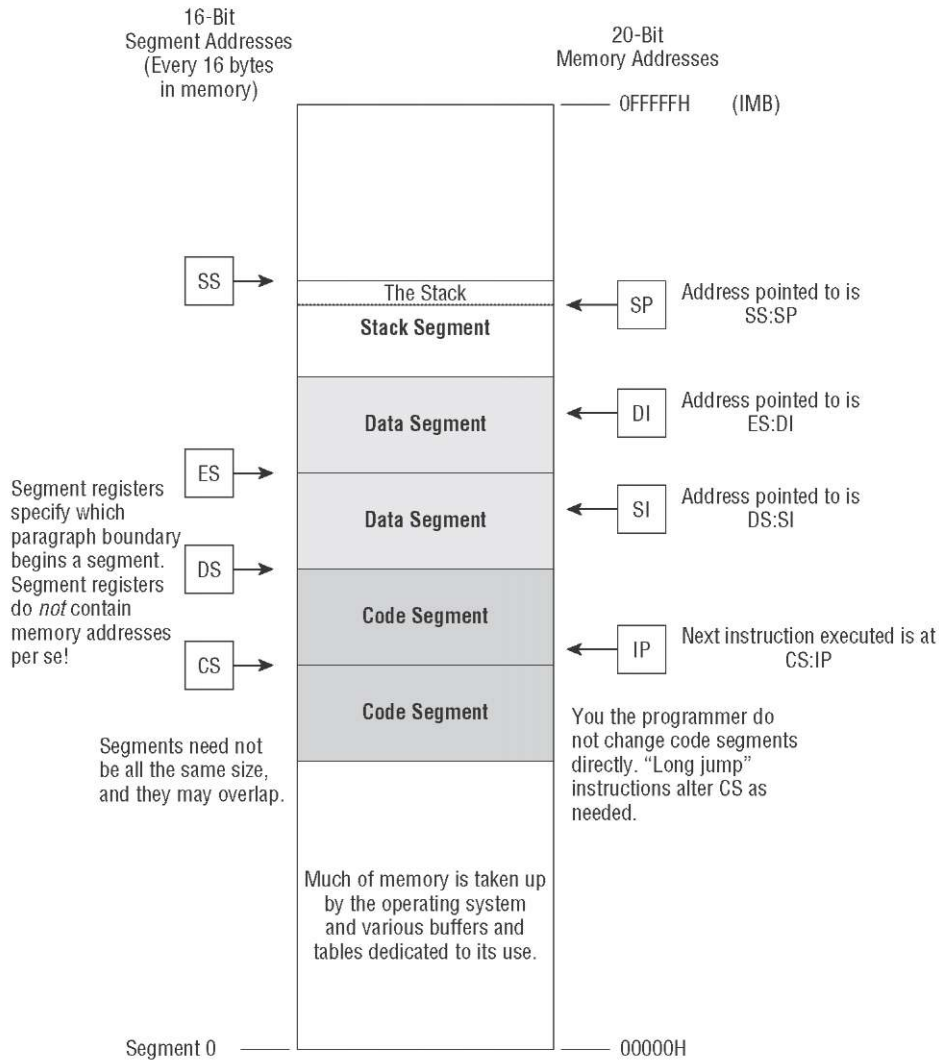 16-Bit
Segment Addresses
(Every 16 bytes
in memory)
20-Bit
Memory Addresses
0FFFFFH (IMB)
SS
The Stack
SP
Address pointed to is
SS:SP
Stack Segment
Data Segment
DI
Address pointed to is
ES:DI
ES
Segment registers
specify which
paragraph boundary
begins a segment.
Segment registers
do not contain
memory addresses
per se!
Data Segment
SI
Address pointed to is
DS:SI
DS
Code Segment
IP
Next instruction executed is at
CS:IP
CS
Code Segment
Segments need not
be all the same size,
and they may overlap.
You the programmer do
not change code segments
directly. “Long jump”
instructions alter CS as
needed.
Much of memory is taken up
by the operating system
and various buffers and
tables dedicated to its use.
Segment 0
00000H